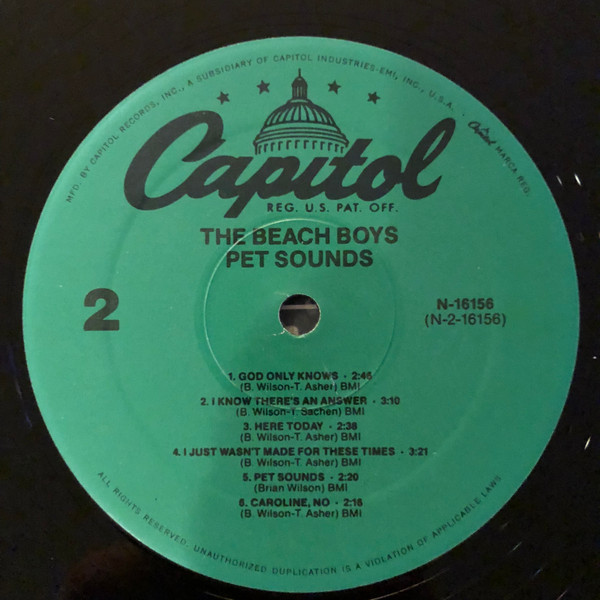 MFD. BY CAPITOL RECORDS, INC., A SUBSIDIARY OF CAPITOL INDUSTRIES-EMI, INC., U.S.A. · Capitol MARCA REG.
Capitol
REG. U.S. PAT. OFF.
THE BEACH BOYS
PET SOUNDS
2
N-16156
(N-2-16156)
1. GOD ONLY KNOWS · 2:46
(B. Wilson-T. Asher) BMI
2. I KNOW THERE'S AN ANSWER · 3:10
(B. Wilson-T. Sachen) BMI
3. HERE TODAY · 2:38
(B. Wilson-T. Asher) BMI
4. I JUST WASN'T MADE FOR THESE TIMES · 3:21
(B. Wilson-T. Asher) BMI
5. PET SOUNDS · 2:20
(Brian Wilson) BMI
6. CAROLINE, NO · 2:16
(B. Wilson-T. Asher) BMI
ALL RIGHTS RESERVED. UNAUTHORIZED DUPLICATION IS A VIOLATION OF APPLICABLE LAWS